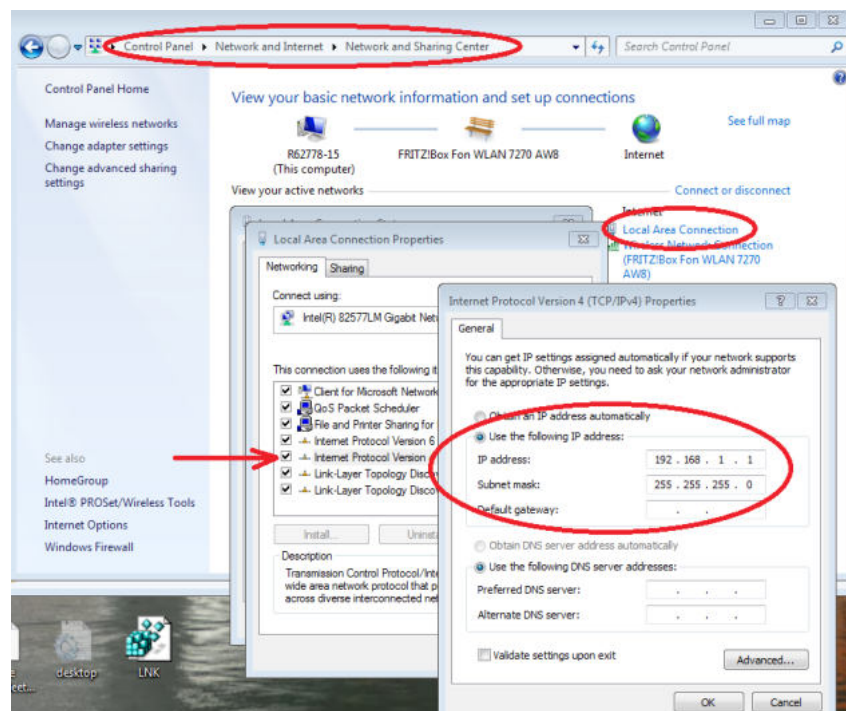 Control Panel
Network and Internet
Network and Sharing Center
Search Control Panel
Control Panel Home
Manage wireless networks
Change adapter settings
Change advanced sharing
settings
See also
HomeGroup
Intel® PROSet/Wireless Tools
Internet Options
Windows Firewall
View your basic network information and set up connections
See full map
R62778-15
(This computer)
FRITZ!Box Fon WLAN 7270 AW8
Internet
View your active networks
Connect or disconnect
Internet
Local Area Connection
Wireless Network Connection
(FRITZ!Box Fon WLAN 7270
AW8)
Local Area Connection Properties
Networking
Sharing
Connect using:
Intel(R) 82577LM Gigabit Net
This connection uses the following it
Client for Microsoft Network
QoS Packet Scheduler
File and Printer Sharing for
Internet Protocol Version 6
Internet Protocol Version
Link-Layer Topology Discov
Link-Layer Topology Discov
Install...
Uninsta
Description
Transmission Control Protocol/Inte
wide area network protocol that p
across diverse interconnected net
Internet Protocol Version 4 (TCP/IPv4) Properties
General
You can get IP settings assigned automatically if your network supports
this capability. Otherwise, you need to ask your network administrator
for the appropriate IP settings.
Obtain an IP address automatically
Use the following IP address:
IP address:
192 . 168 . 1 . 1
Subnet mask:
255 . 255 . 255 . 0
Default gateway:
. . .
Obtain DNS server address automatically
Use the following DNS server addresses:
Preferred DNS server:
. . .
Alternate DNS server:
. . .
Validate settings upon exit
Advanced...
OK
Cancel
desktop
LNK